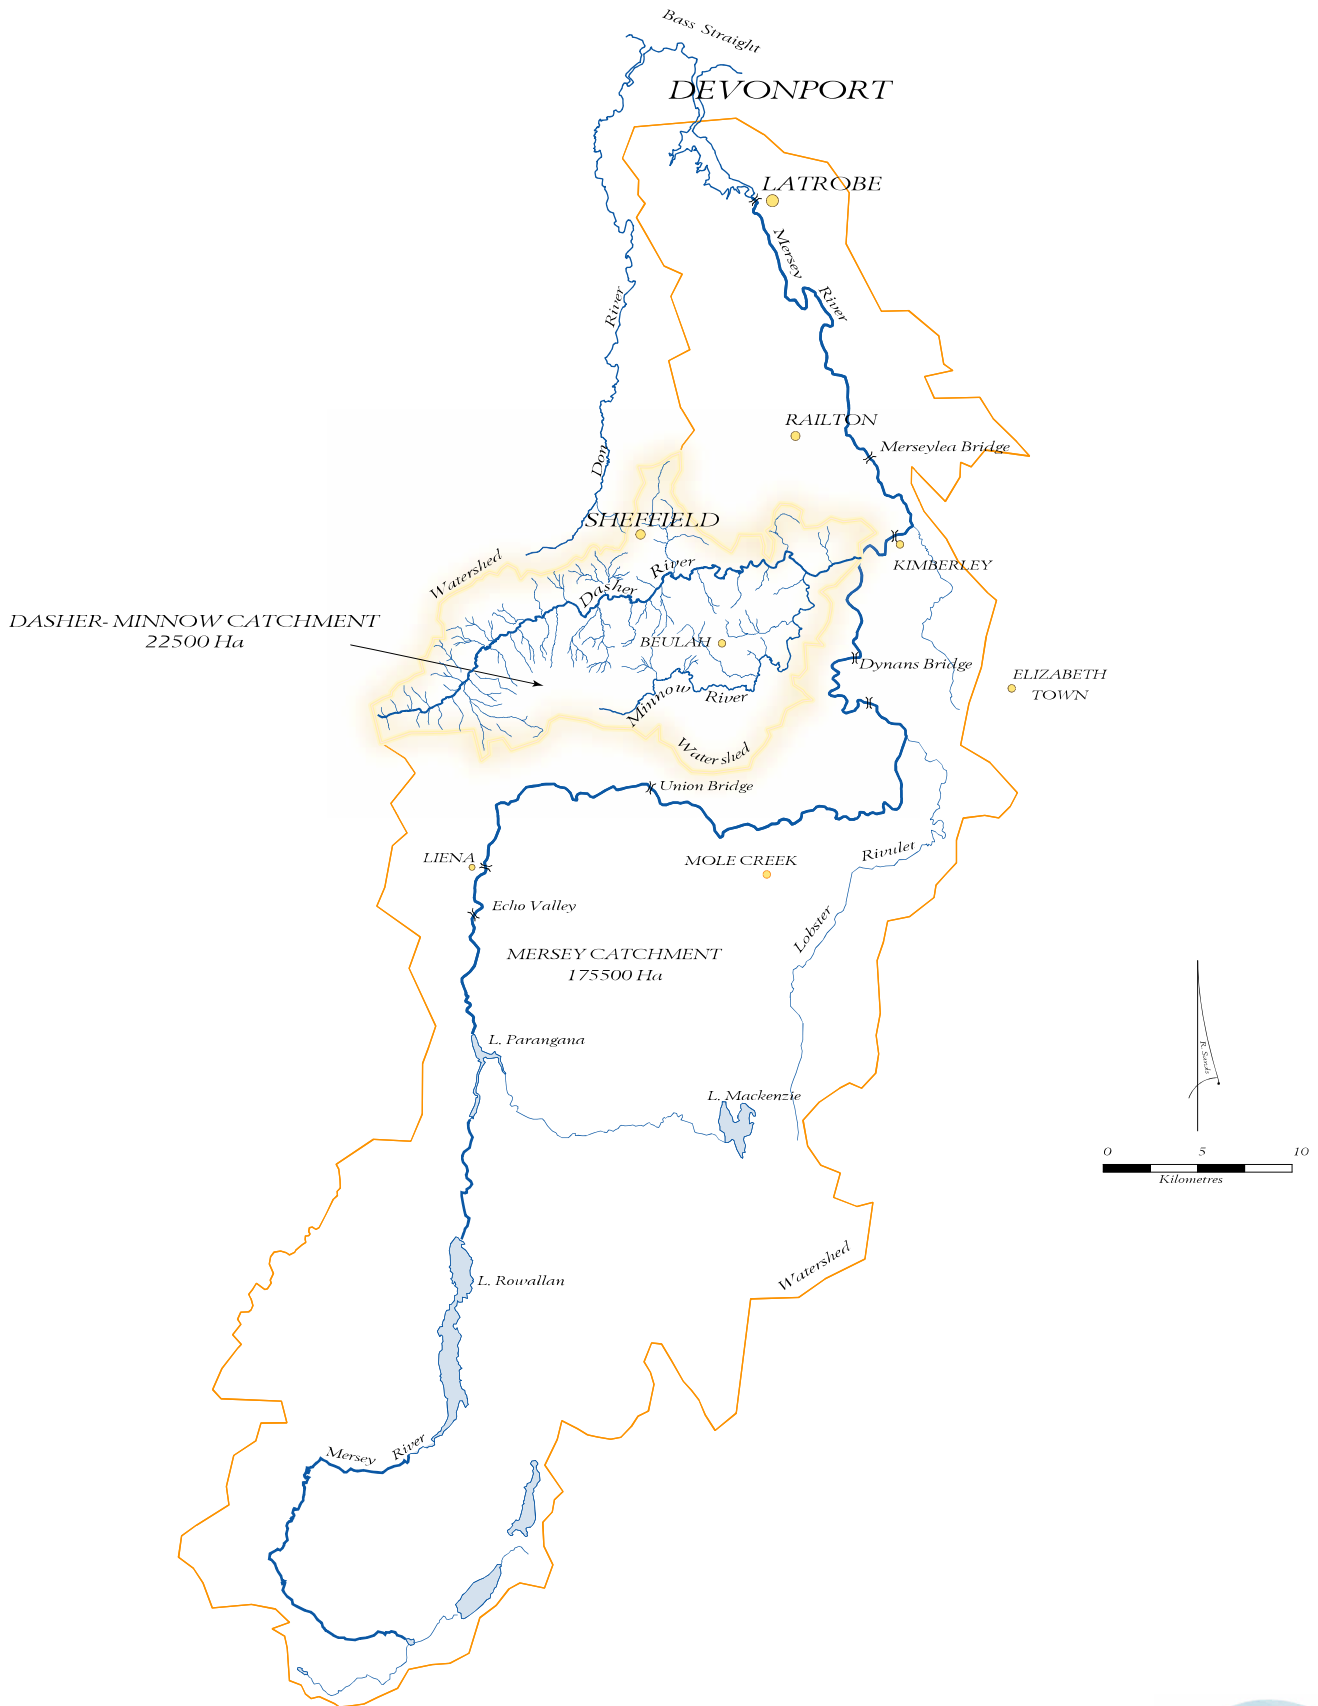 Bass Straight
DEVONPORT
LATROBE
Mersey
River
River
RAILTON
Merseylea Bridge
Don
SHEFFIELD
Watershed
River
Dasher
KIMBERLEY
DASHER- MINNOW CATCHMENT
22500 Ha
BEULAH
Dynans Bridge
ELIZABETH
TOWN
Minnow
River
Watershed
Union Bridge
LIENA
MOLE CREEK
Rivulet
Echo Valley
Lobster
MERSEY CATCHMENT
175500 Ha
L. Parangana
R. Sands
L. Mackenzie
0 5 10
Kilometres
Watershed
L. Rowallan
Mersey River